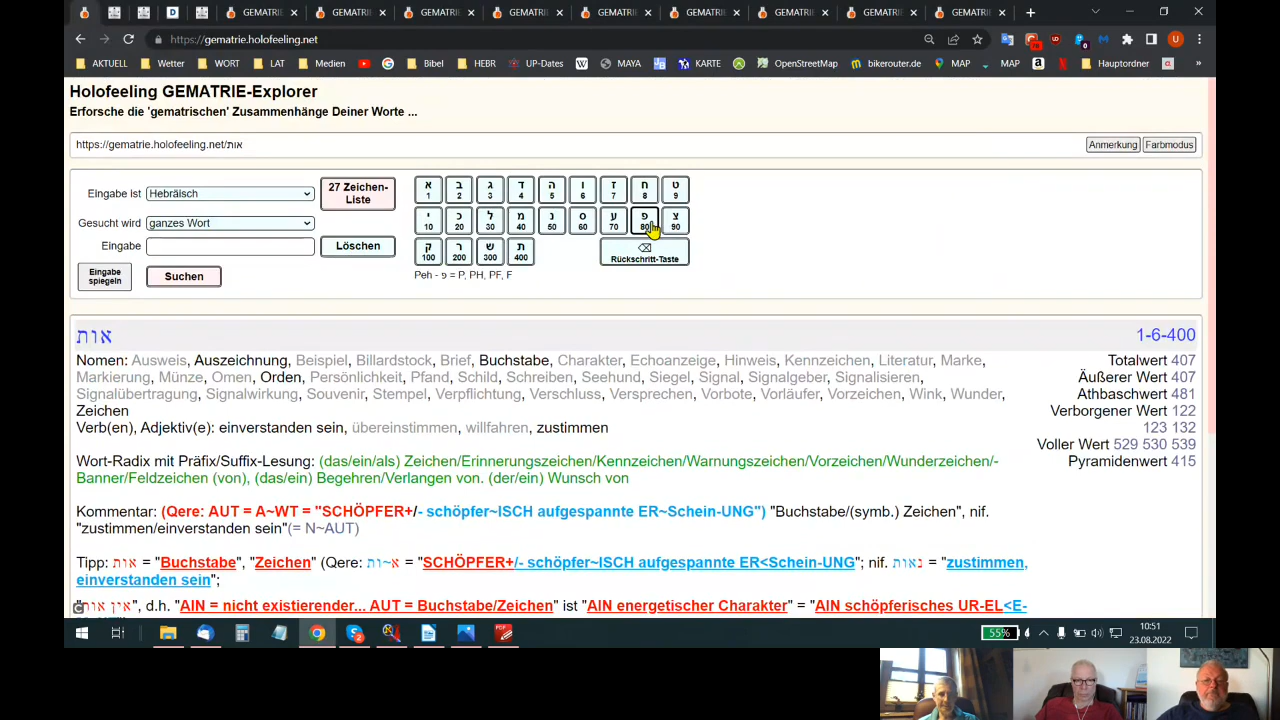 GEMATRIE GEMATRIE GEMATRIE GEMATRIE GEMATRIE GEMATRIE GEMATRIE GEMATRIE GEMATRIE
https://gematrie.holofeeling.net
AKTUELL Wetter WORT LAT Medien Bibel HEBR UP-Dates MAYA KARTE OpenStreetMap bikerouter.de MAP MAP Hauptordner
Holofeeling GEMATRIE-Explorer
Erforsche die 'gematrischen' Zusammenhänge Deiner Worte ...
https://gematrie.holofeeling.net/אות Anmerkung Farbmodus
Eingabe ist Hebräisch 27 Zeichen-Liste
Gesucht wird ganzes Wort
Eingabe Löschen
Eingabe spiegeln Suchen
א ב ג ד ה ו ז ח ט
1 2 3 4 5 6 7 8 9
י כ ל מ נ ס ע פ צ
10 20 30 40 50 60 70 80 90
ק ר ש ת
100 200 300 400 Rückschritt-Taste
Peh - פ = P, PH, PF, F
אות 1-6-400
Nomen: Ausweis, Auszeichnung, Beispiel, Billardstock, Brief, Buchstabe, Charakter, Echoanzeige, Hinweis, Kennzeichen, Literatur, Marke,
Markierung, Münze, Omen, Orden, Persönlichkeit, Pfand, Schild, Schreiben, Seehund, Siegel, Signal, Signalgeber, Signalisieren,
Signalübertragung, Signalwirkung, Souvenir, Stempel, Verpflichtung, Verschluss, Versprechen, Vorbote, Vorläufer, Vorzeichen, Wink, Wunder,
Zeichen
Verb(en), Adjektiv(e): einverstanden sein, übereinstimmen, willfahren, zustimmen
Totalwert 407
Äußerer Wert 407
Athbaschwert 481
Verborgener Wert 122
123 132
Voller Wert 529 530 539
Pyramidenwert 415
Wort-Radix mit Präfix/Suffix-Lesung: (das/ein/als) Zeichen/Erinnerungszeichen/Kennzeichen/Warnungszeichen/Vorzeichen/Wunderzeichen/-
Banner/Feldzeichen (von), (das/ein) Begehren/Verlangen von. (der/ein) Wunsch von
Kommentar: (Qere: AUT = A~WT = "SCHÖPFER+/- schöpfer~ISCH aufgespannte ER~Schein-UNG") "Buchstabe/(symb.) Zeichen", nif.
"zustimmen/einverstanden sein"(= N~AUT)
Tipp: אות = "Buchstabe", "Zeichen" (Qere: א~ות = "SCHÖPFER+/- schöpfer~ISCH aufgespannte ER<Schein-UNG"; nif. נאות = "zustimmen,
einverstanden sein";
"אין אות", d.h. "AIN = nicht existierender... AUT = Buchstabe/Zeichen" ist "AIN energetischer Charakter" = "AIN schöpferisches UR-EL<E-
55%
10:51
23.08.2022